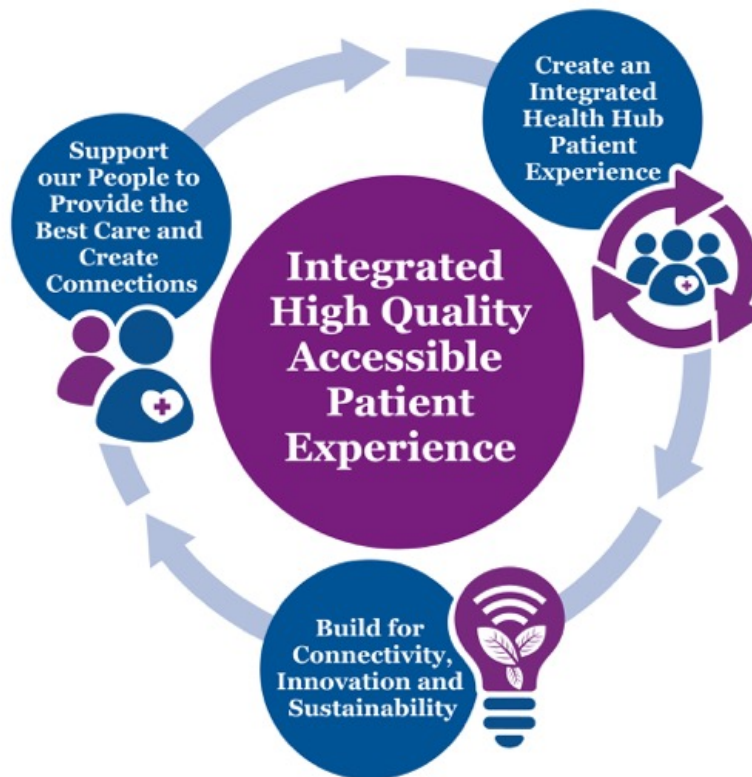 Create an
Integrated
Health Hub
Patient
Experience
Support
our People to
Provide the
Best Care and
Create
Connections
Integrated
High Quality
Accessible
Patient
Experience
Build for
Connectivity,
Innovation and
Sustainability